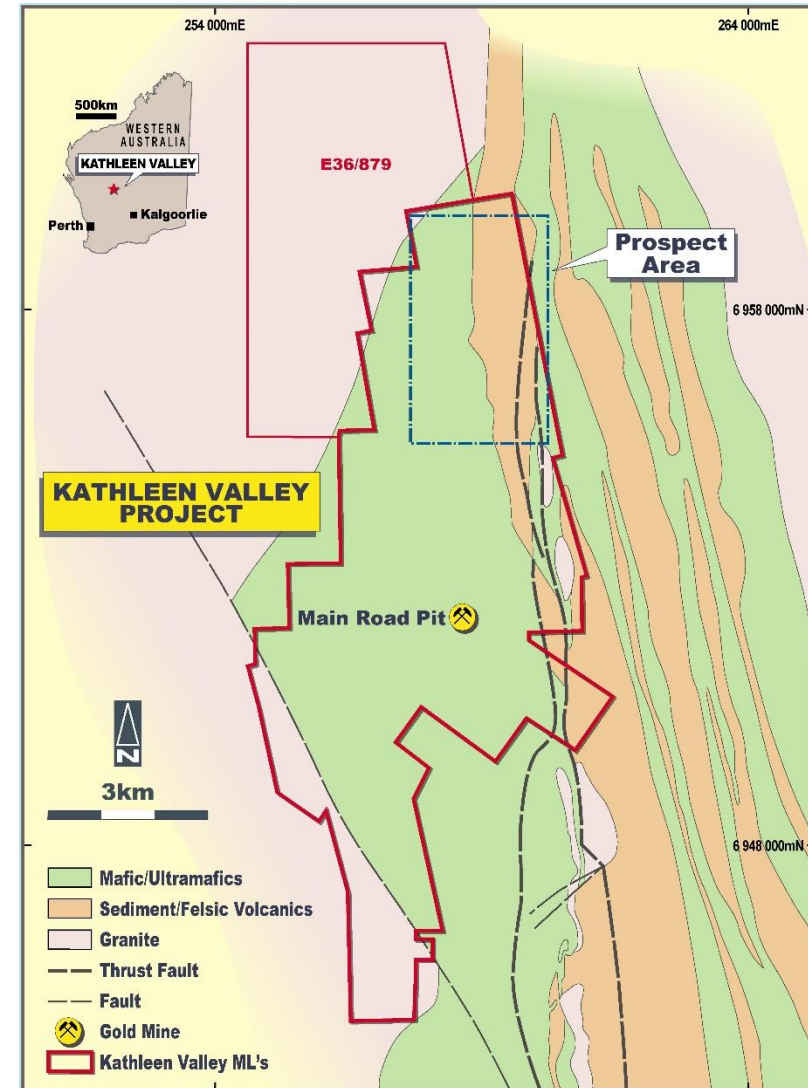 254 000mE
264 000mE
500km
WESTERN
AUSTRALIA
KATHLEEN VALLEY
Kalgoorlie
Perth
E36/879
Prospect
Area
6 958 000mN
KATHLEEN VALLEY
PROJECT
Main Road Pit
N
3km
6 948 000mN
Mafic/Ultramafics
Sediment/Felsic Volcanics
Granite
Thrust Fault
Fault
Gold Mine
Kathleen Valley ML's